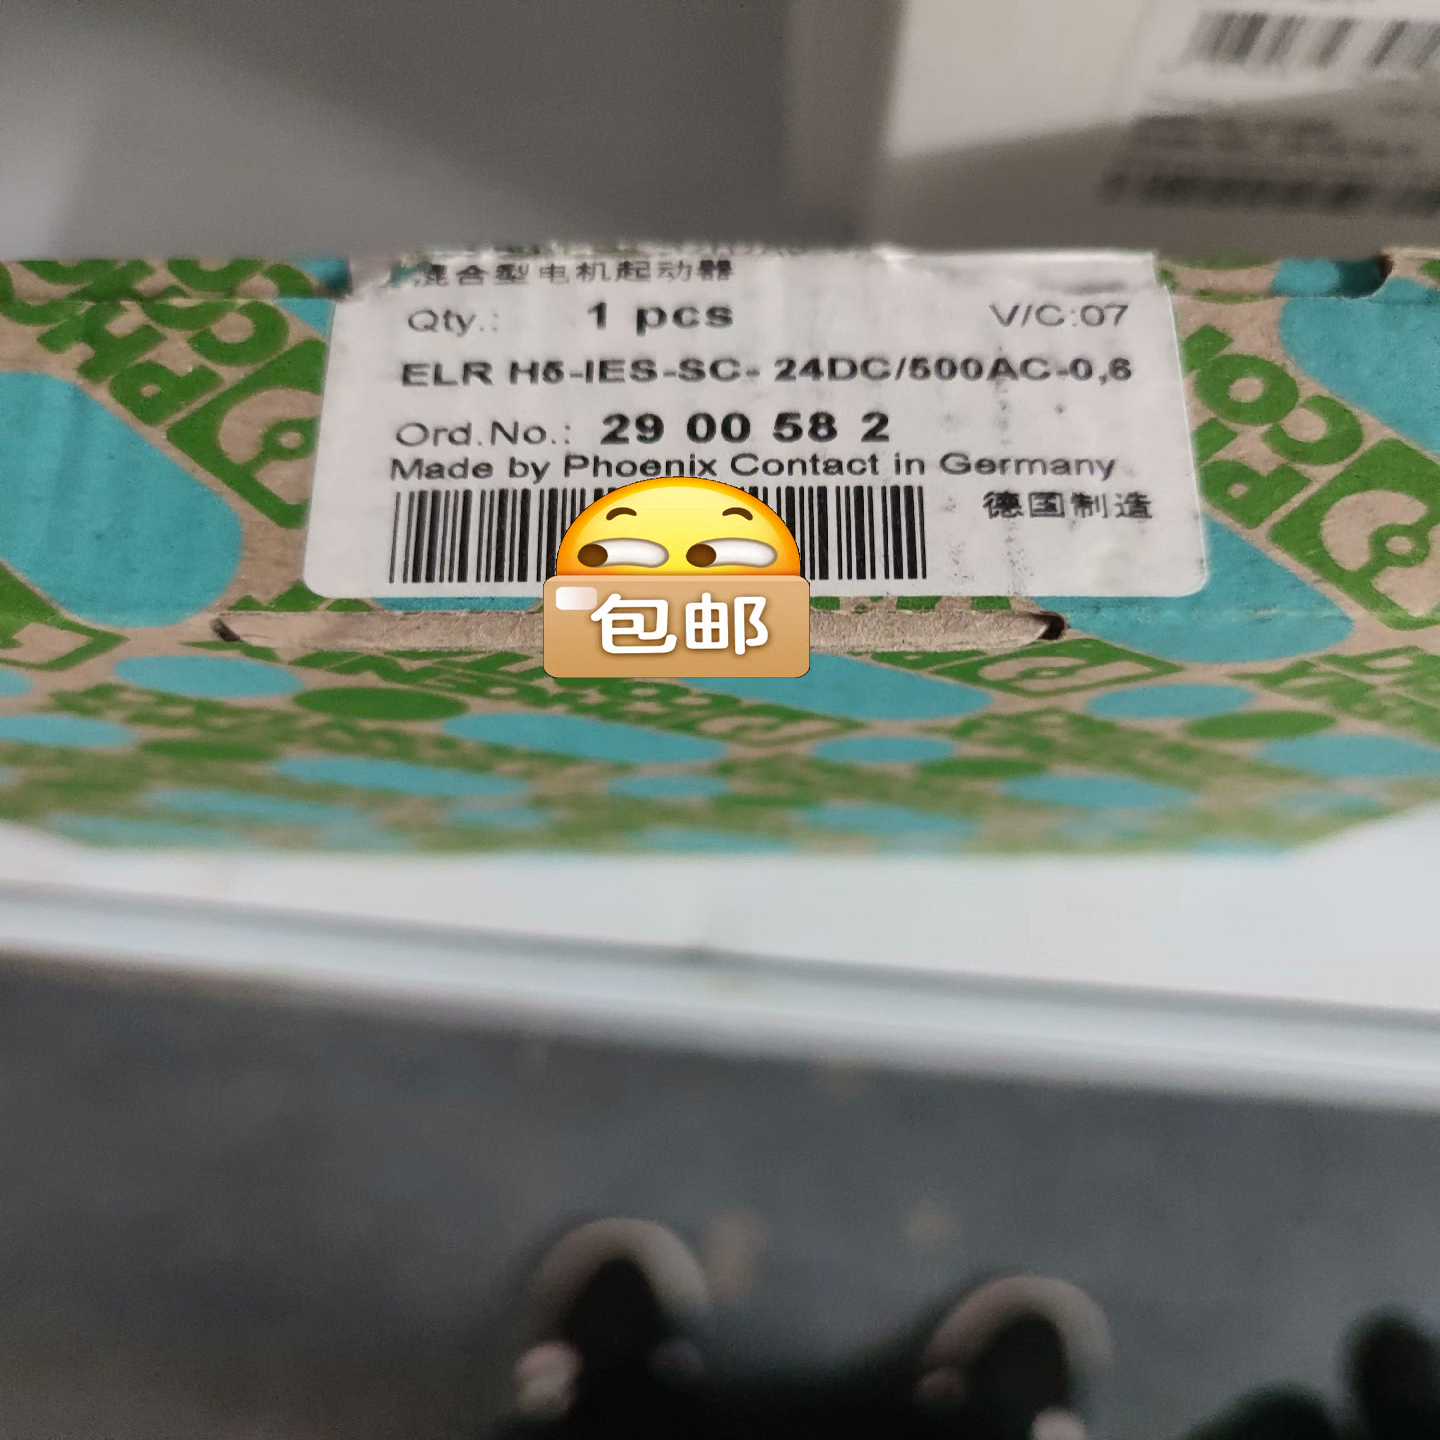 混合型电机起动器
Qty.: 1 pcs V/C:07
ELR H5-IES-SC- 24DC/500AC-0,6
Ord.No.: 29 00 58 2
Made by Phoenix Contact in Germany
德国制造
包邮